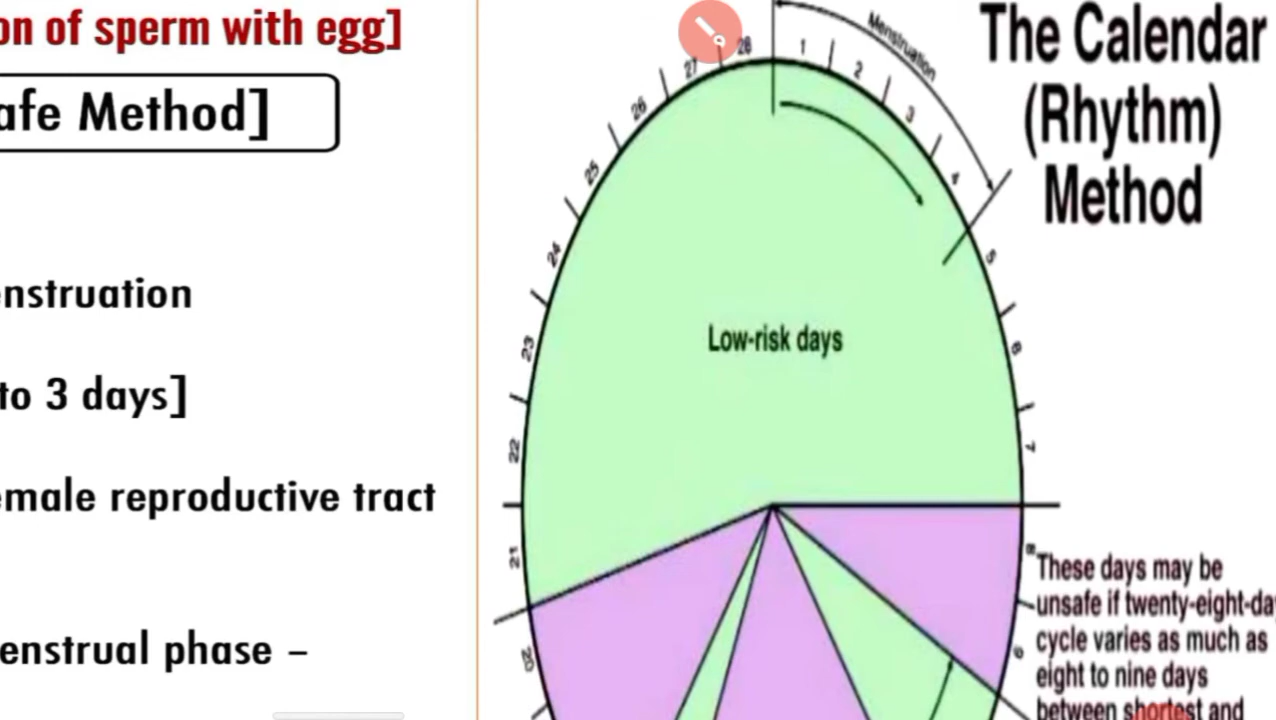 on of sperm with egg]
afe Method]
enstruation
to 3 days]
emale reproductive tract
enstrual phase –
The Calendar
(Rhythm)
Method
Menstruation
1
2
3
4
5
6
7
8
9
20
21
22
23
24
25
26
27
28
Low-risk days
These days may be
unsafe if twenty-eight-da
cycle varies as much as
eight to nine days
between shortest and